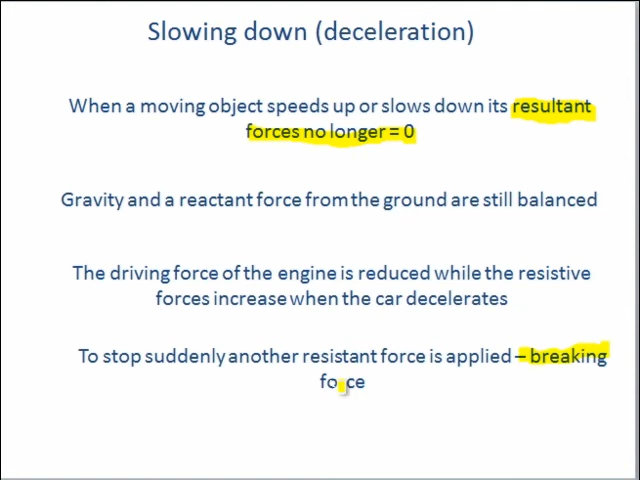 Slowing down (deceleration)
When a moving object speeds up or slows down its resultant
forces no longer = 0
Gravity and a reactant force from the ground are still balanced
The driving force of the engine is reduced while the resistive
forces increase when the car decelerates
To stop suddenly another resistant force is applied – breaking
force